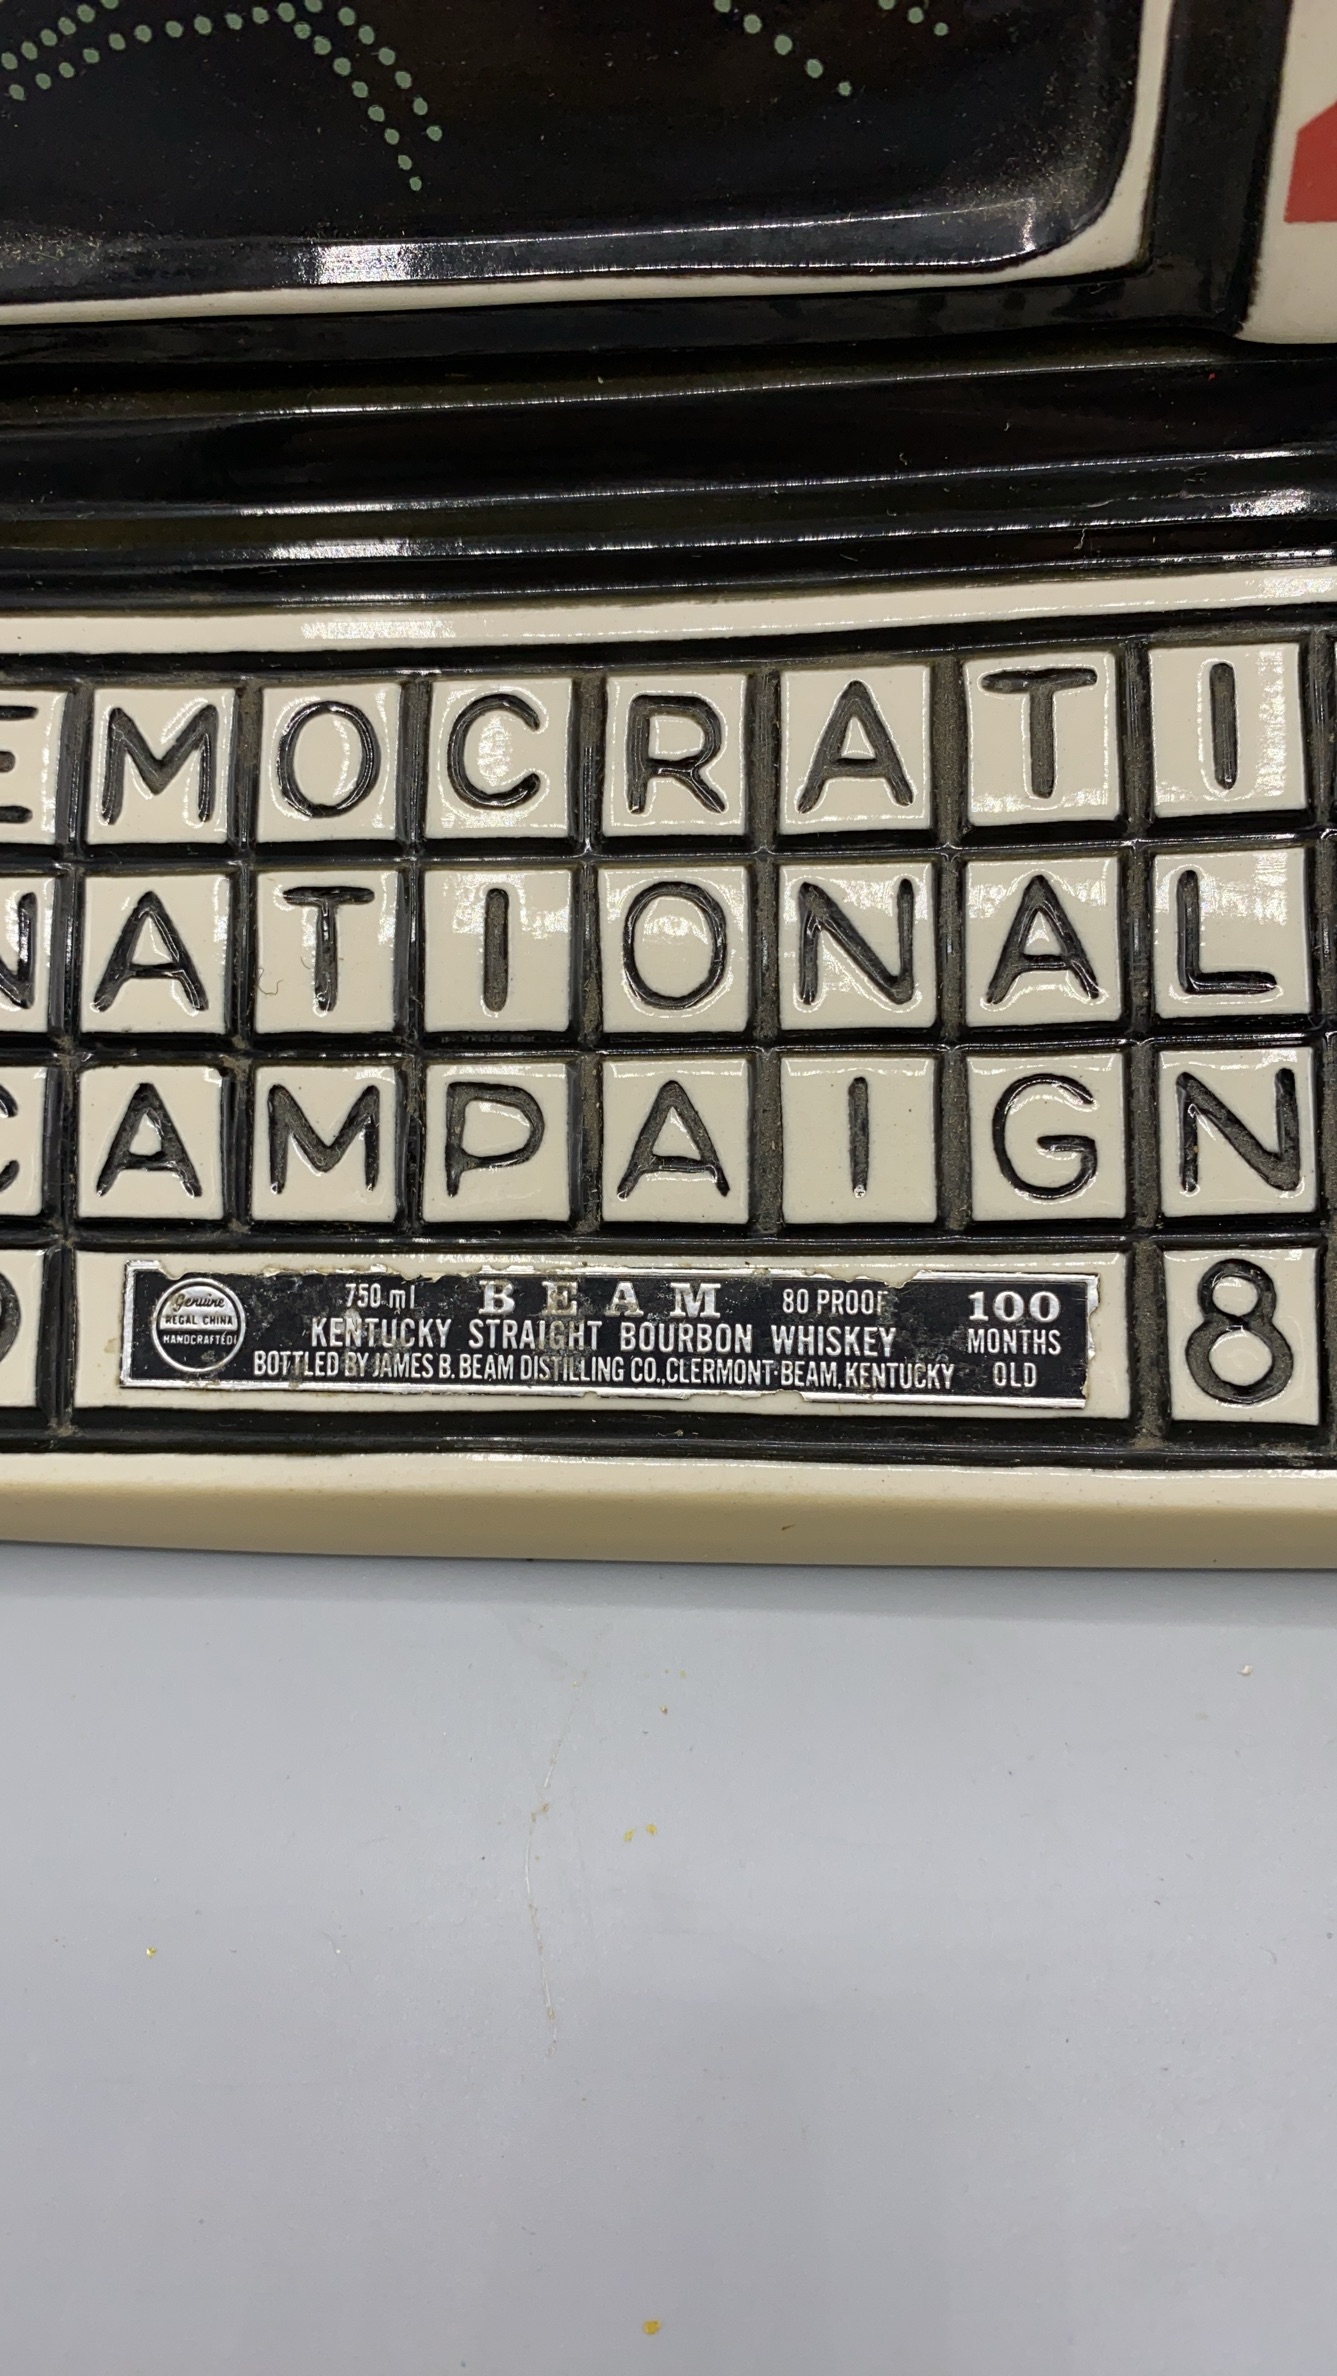 EMOCRATI
NATIONAL
CAMPAIGN
8
Genuine
REGAL CHINA
HANDCRAFTED
750 ml BEAM 80 PROOF
KENTUCKY STRAIGHT BOURBON WHISKEY
BOTTLED BY JAMES B. BEAM DISTILLING CO., CLERMONT-BEAM, KENTUCKY
100
MONTHS
OLD